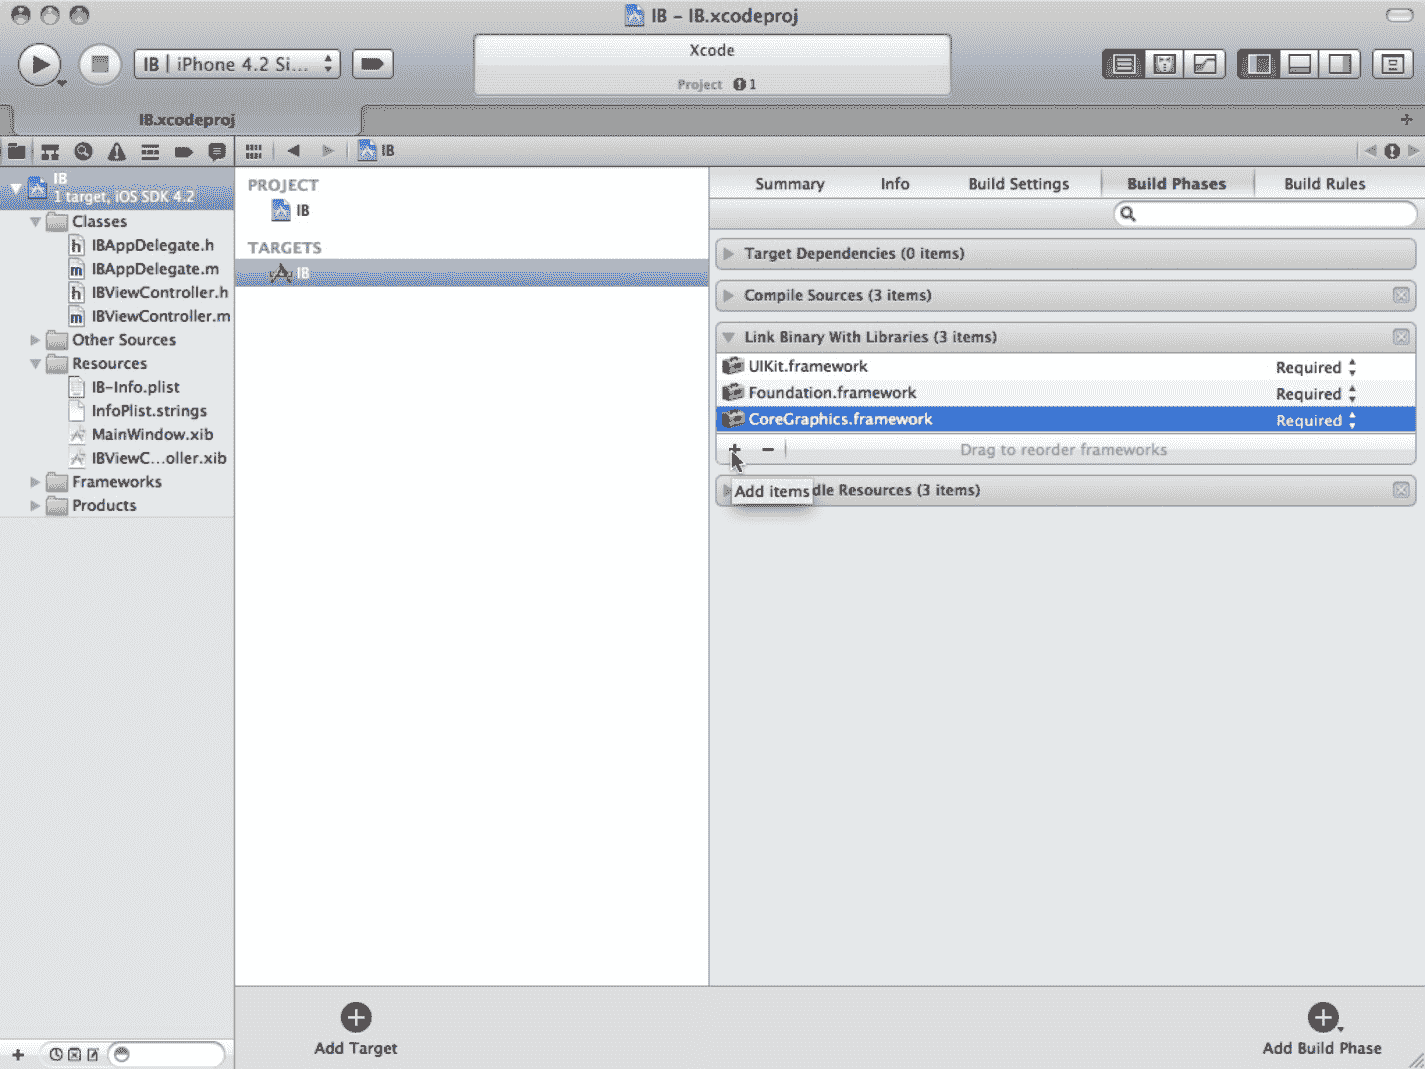 IB – IB.xcodeproj
IB | iPhone 4.2 Si...
Xcode
Project 1
IB.xcodeproj
IB
IB
1 target, iOS SDK 4.2
Classes
IBAppDelegate.h
IBAppDelegate.m
IBViewController.h
IBViewController.m
Other Sources
Resources
IB-Info.plist
InfoPlist.strings
MainWindow.xib
IBViewC...oller.xib
Frameworks
Products
PROJECT
IB
TARGETS
IB
Summary
Info
Build Settings
Build Phases
Build Rules
Target Dependencies (0 items)
Compile Sources (3 items)
Link Binary With Libraries (3 items)
UIKit.framework Required
Foundation.framework Required
CoreGraphics.framework Required
Drag to reorder frameworks
Add items
dle Resources (3 items)
Add Target
Add Build Phase